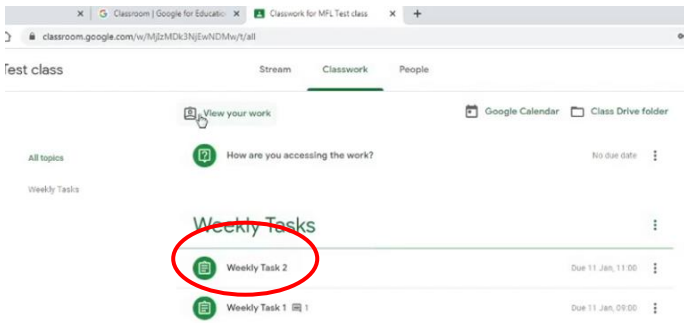 Classroom | Google for Educatio
Classwork for MFL Test class
classroom.google.com/w/MjIzMDk3NjEwNDMw/t/all
Test class
Stream Classwork People
View your work
Google Calendar Class Drive folder
All topics
How are you accessing the work?
No due date
Weekly Tasks
Weekly Tasks
Weekly Task 2
Due 11 Jan, 11:00
Weekly Task 1 1
Due 11 Jan, 09:00